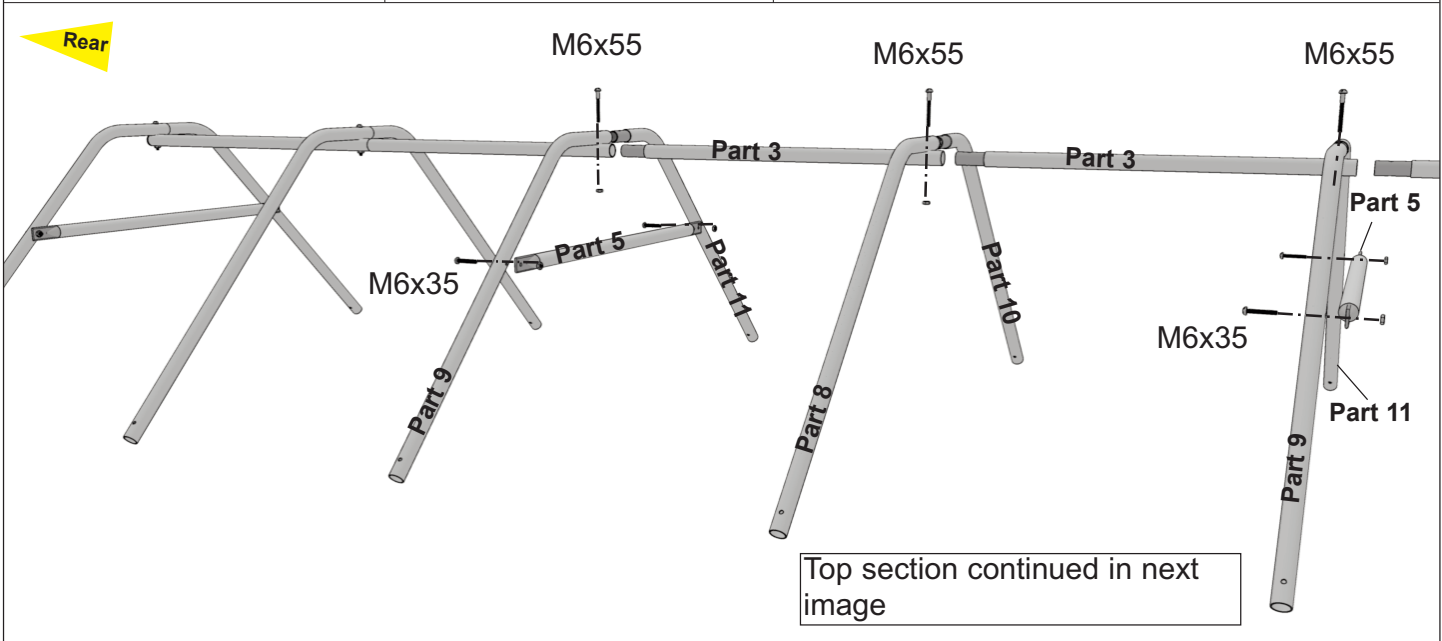 Rear
M6x55
M6x55
M6x55
Part 3
Part 3
Part 5
Part 5
M6x35
Part 11
Part 10
M6x35
Part 9
Part 8
Part 11
Part 9
Top section continued in next
image